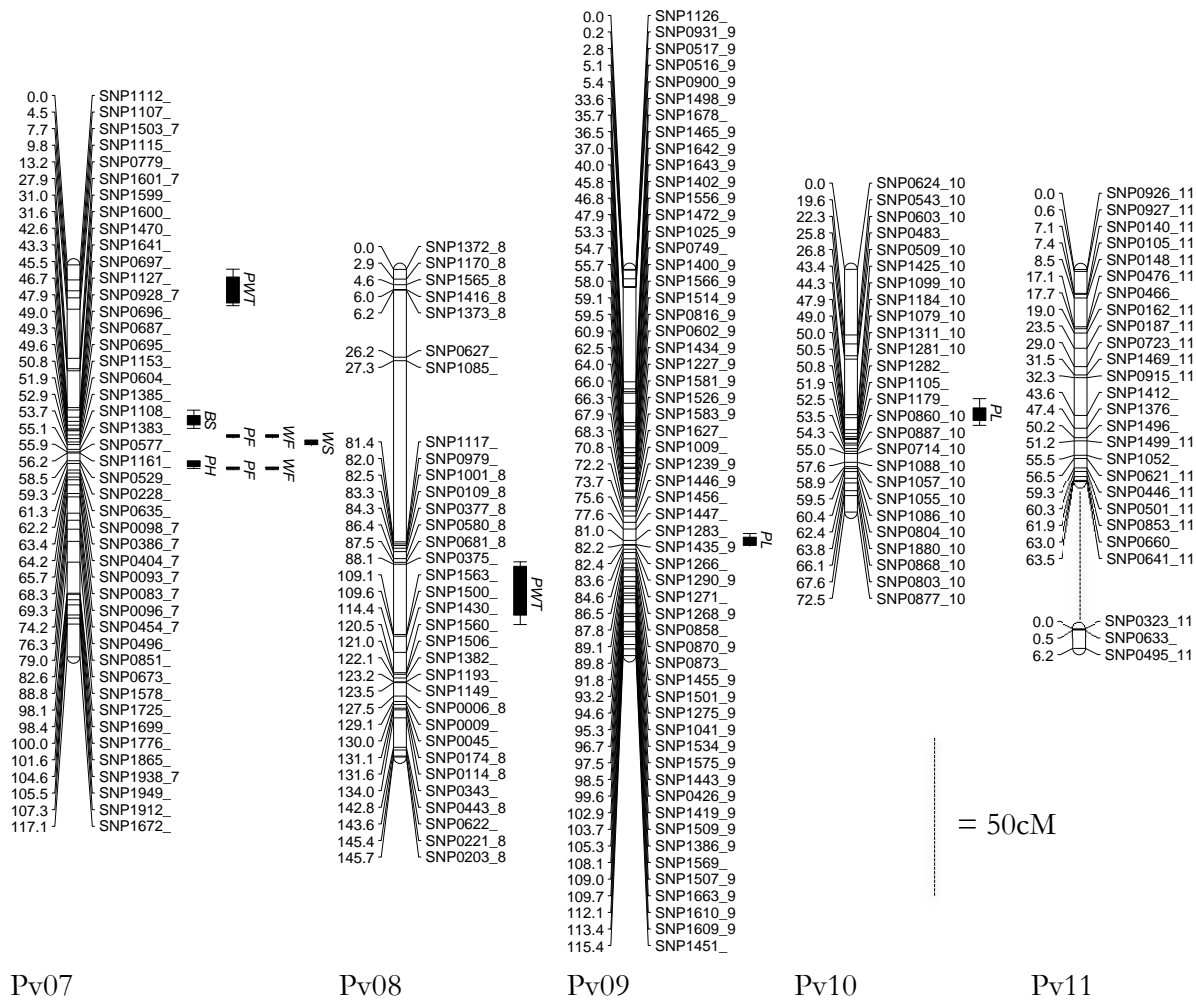 0.0 SNP1112_
4.5 SNP1107_
7.7 SNP1503_7
9.8 SNP1115_
13.2 SNP0779_
27.9 SNP1601_7
31.0 SNP1599_
31.6 SNP1600_
42.6 SNP1470_
43.3 SNP1641_
45.5 SNP0697_
46.7 SNP1127_
47.9 SNP0928_7
49.0 SNP0696_
49.3 SNP0687_
49.6 SNP0695_
50.8 SNP1153_
51.9 SNP0604_
52.9 SNP1385_
53.7 SNP1108_
55.1 SNP1383_
55.9 SNP0577_
56.2 SNP1161_
58.5 SNP0529_
59.3 SNP0228_
61.3 SNP0635_
62.2 SNP0098_7
63.4 SNP0386_7
64.2 SNP0404_7
65.7 SNP0093_7
68.3 SNP0083_7
69.3 SNP0096_7
74.2 SNP0454_7
76.3 SNP0496_
79.0 SNP0851_
82.6 SNP0673_
88.8 SNP1578_
98.1 SNP1725_
98.4 SNP1699_
100.0 SNP1776_
101.6 SNP1865_
104.6 SNP1938_7
105.5 SNP1949_
107.3 SNP1912_
117.1 SNP1672_
PWT
BS
PF
WF
WS
PH
PF
WF
Pv07
0.0 SNP1372_8
2.9 SNP1170_8
4.6 SNP1565_8
6.0 SNP1416_8
6.2 SNP1373_8
26.2 SNP0627_
27.3 SNP1085_
81.4 SNP1117_
82.0 SNP0979_
82.5 SNP1001_8
83.3 SNP0109_8
84.3 SNP0377_8
86.4 SNP0580_8
87.5 SNP0681_8
88.1 SNP0375_
109.1 SNP1563_
109.6 SNP1500_
114.4 SNP1430_
120.5 SNP1560_
121.0 SNP1506_
122.1 SNP1382_
123.2 SNP1193_
123.5 SNP1149_
127.5 SNP0006_8
129.1 SNP0009_
130.0 SNP0045_
131.1 SNP0174_8
131.6 SNP0114_8
134.0 SNP0343_
142.8 SNP0443_8
143.6 SNP0622_
145.4 SNP0221_8
145.7 SNP0203_8
PWT
Pv08
0.0 SNP1126_
0.2 SNP0931_9
2.8 SNP0517_9
5.1 SNP0516_9
5.4 SNP0900_9
33.6 SNP1498_9
35.7 SNP1678_
36.5 SNP1465_9
37.0 SNP1642_9
40.0 SNP1643_9
45.8 SNP1402_9
46.8 SNP1556_9
47.9 SNP1472_9
53.3 SNP1025_9
54.7 SNP0749_
55.7 SNP1400_9
58.0 SNP1566_9
59.1 SNP1514_9
59.5 SNP0816_9
60.9 SNP0602_9
62.5 SNP1434_9
64.0 SNP1227_9
66.0 SNP1581_9
66.3 SNP1526_9
67.9 SNP1583_9
68.3 SNP1627_
70.8 SNP1009_
72.2 SNP1239_9
73.7 SNP1446_9
75.6 SNP1456_
77.6 SNP1447_
81.0 SNP1283_
82.2 SNP1435_9
82.4 SNP1266_
83.6 SNP1290_9
84.6 SNP1271_
86.5 SNP1268_9
87.8 SNP0858_
89.1 SNP0870_9
89.8 SNP0873_
91.8 SNP1455_9
93.2 SNP1501_9
94.6 SNP1275_9
95.3 SNP1041_9
96.7 SNP1534_9
97.5 SNP1575_9
98.5 SNP1443_9
99.6 SNP0426_9
102.9 SNP1419_9
103.7 SNP1509_9
105.3 SNP1386_9
108.1 SNP1569_
109.0 SNP1507_9
109.7 SNP1663_9
112.1 SNP1610_9
113.4 SNP1609_9
115.4 SNP1451_
PL
Pv09
0.0 SNP0624_10
19.6 SNP0543_10
22.3 SNP0603_10
25.8 SNP0483_
26.8 SNP0509_10
43.4 SNP1425_10
44.3 SNP1099_10
47.9 SNP1184_10
49.0 SNP1079_10
50.0 SNP1311_10
50.5 SNP1281_10
50.8 SNP1282_
51.9 SNP1105_
52.5 SNP1179_
53.5 SNP0860_10
54.3 SNP0887_10
55.0 SNP0714_10
57.6 SNP1088_10
58.9 SNP1057_10
59.5 SNP1055_10
60.4 SNP1086_10
62.4 SNP0804_10
63.8 SNP1880_10
66.1 SNP0868_10
67.6 SNP0803_10
72.5 SNP0877_10
PL
Pv10
0.0 SNP0926_11
0.6 SNP0927_11
7.1 SNP0140_11
7.4 SNP0105_11
8.5 SNP0148_11
17.1 SNP0476_11
17.7 SNP0466_
19.0 SNP0162_11
23.5 SNP0187_11
29.0 SNP0723_11
31.5 SNP1469_11
32.3 SNP0915_11
43.6 SNP1412_
47.4 SNP1376_
50.2 SNP1496_
51.2 SNP1499_11
55.5 SNP1052_
56.5 SNP0621_11
59.3 SNP0446_11
60.3 SNP0501_11
61.9 SNP0853_11
63.0 SNP0660_
63.5 SNP0641_11
0.0 SNP0323_11
0.5 SNP0633_
6.2 SNP0495_11
= 50cM
Pv11